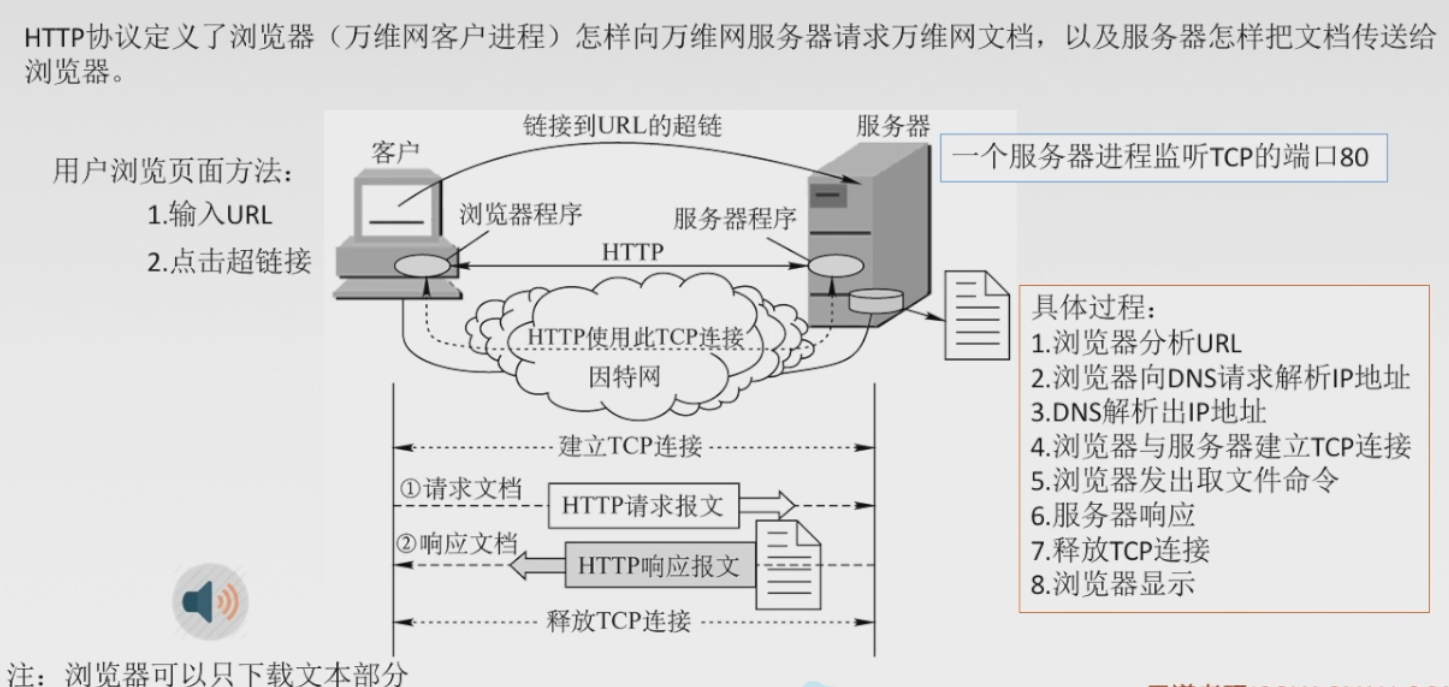 HTTP协议定义了浏览器（万维网客户进程）怎样向万维网服务器请求万维网文档，以及服务器怎样把文档传送给
浏览器。
用户浏览页面方法：
1.输入URL
2.点击超链接
链接到URL的超链
客户
服务器
一个服务器进程监听TCP的端口80
浏览器程序
服务器程序
HTTP
HTTP使用此TCP连接
因特网
建立TCP连接
①请求文档
HTTP请求报文
②响应文档
HTTP响应报文
释放TCP连接
具体过程：
1.浏览器分析URL
2.浏览器向DNS请求解析IP地址
3.DNS解析出IP地址
4.浏览器与服务器建立TCP连接
5.浏览器发出取文件命令
6.服务器响应
7.释放TCP连接
8.浏览器显示
注：浏览器可以只下载文本部分